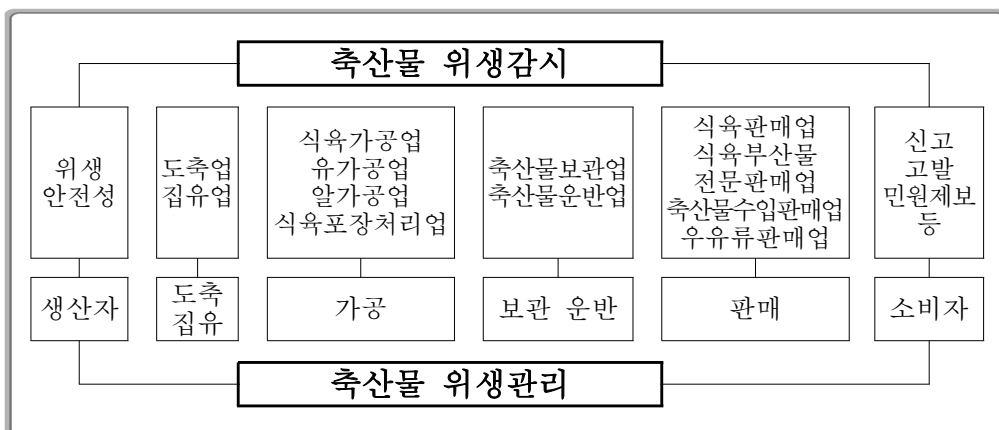 축산물 위생감시
위생
안전성
도축업
집유업
식육가공업
유가공업
알가공업
식육포장처리업
축산물보관업
축산물운반업
식육판매업
식육부산물
전문판매업
축산물수입판매업
우유류판매업
신고
고발
민원제보
등
생산자
도축
집유
가공
보관 운반
판매
소비자
축산물 위생관리